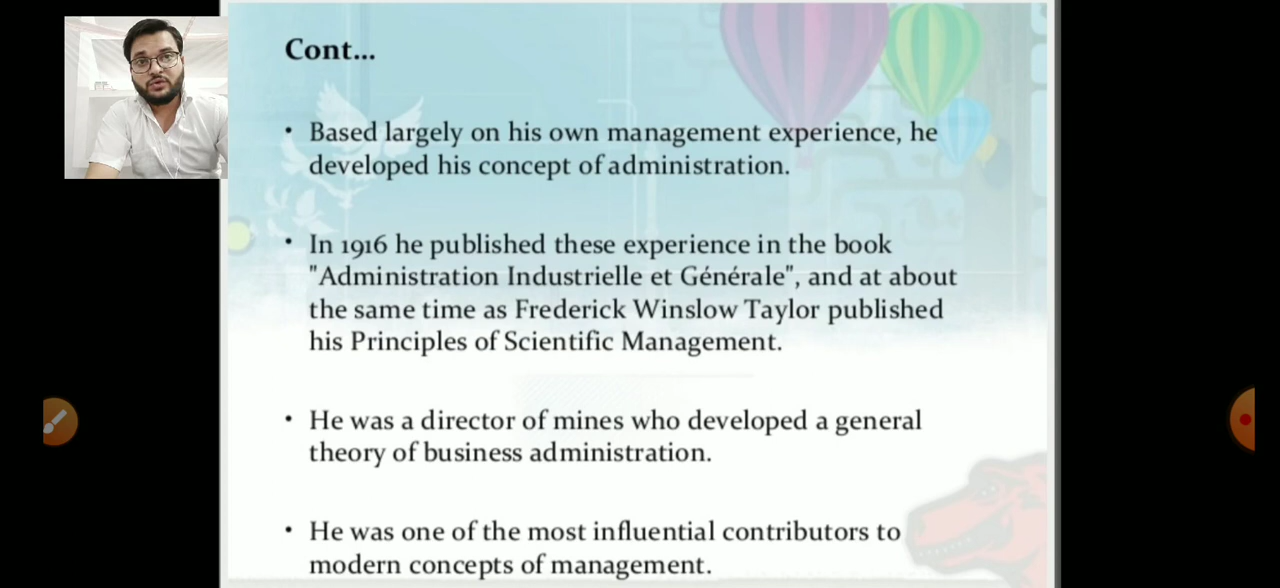 Cont...
• Based largely on his own management experience, he
developed his concept of administration.
• In 1916 he published these experience in the book
"Administration Industrielle et Générale", and at about
the same time as Frederick Winslow Taylor published
his Principles of Scientific Management.
• He was a director of mines who developed a general
theory of business administration.
• He was one of the most influential contributors to
modern concepts of management.